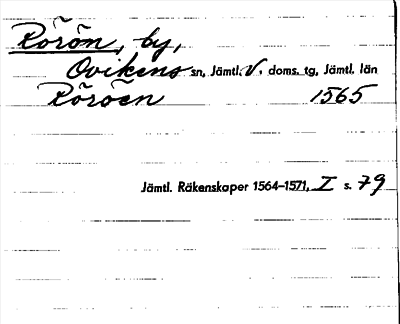 Rörön, by,
Ovikens sn, Jämtl. V. doms. tg, Jämtl. län
Röröen 1565
Jämtl. Räkenskaper 1564–1571, I s. 79